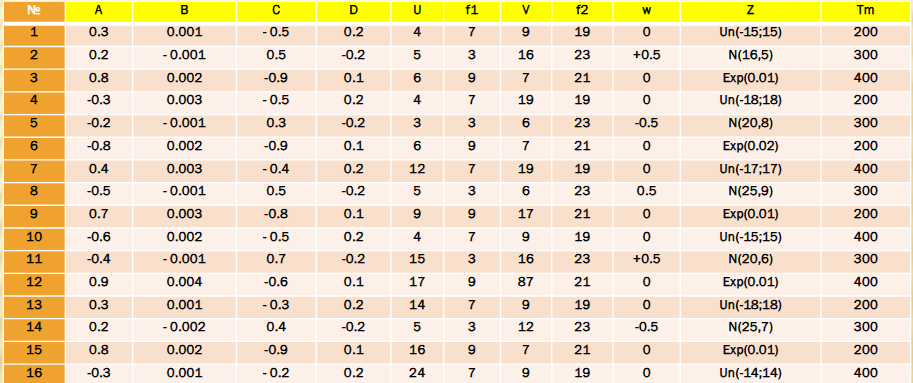 № A B C D U f1 V f2 w Z Tm
1 0.3 0.001 - 0.5 0.2 4 7 9 19 0 Un(-15;15) 200
2 0.2 - 0.001 0.5 -0.2 5 3 16 23 +0.5 N(16,5) 300
3 0.8 0.002 -0.9 0.1 6 9 7 21 0 Exp(0.01) 400
4 -0.3 0.003 - 0.5 0.2 4 7 19 19 0 Un(-18;18) 200
5 -0.2 - 0.001 0.3 -0.2 3 3 6 23 -0.5 N(20,8) 300
6 -0.8 0.002 -0.9 0.1 6 9 7 21 0 Exp(0.02) 200
7 0.4 0.003 - 0.4 0.2 12 7 19 19 0 Un(-17;17) 400
8 -0.5 - 0.001 0.5 -0.2 5 3 6 23 0.5 N(25,9) 300
9 0.7 0.003 -0.8 0.1 9 9 17 21 0 Exp(0.01) 200
10 -0.6 0.002 - 0.5 0.2 4 7 9 19 0 Un(-15;15) 400
11 -0.4 - 0.001 0.7 -0.2 15 3 16 23 +0.5 N(20,6) 300
12 0.9 0.004 -0.6 0.1 17 9 87 21 0 Exp(0.01) 400
13 0.3 0.001 - 0.3 0.2 14 7 9 19 0 Un(-18;18) 200
14 0.2 - 0.002 0.4 -0.2 5 3 12 23 -0.5 N(25,7) 300
15 0.8 0.002 -0.9 0.1 16 9 7 21 0 Exp(0.01) 200
16 -0.3 0.001 - 0.2 0.2 24 7 9 19 0 Un(-14;14) 400